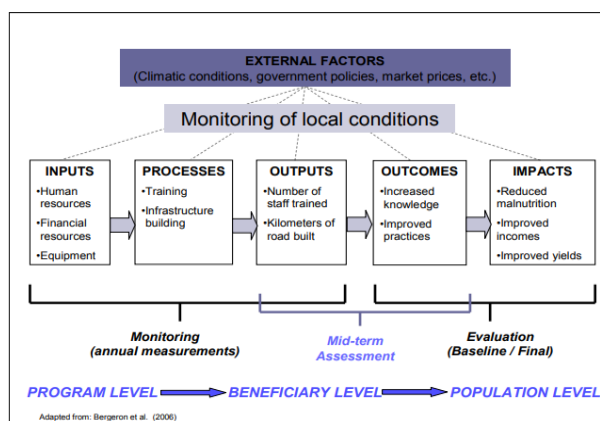 EXTERNAL FACTORS
(Climatic conditions, government policies, market prices, etc.)
Monitoring of local conditions
INPUTS
•Human
resources
•Financial
resources
•Equipment
PROCESSES
•Training
•Infrastructure
building
OUTPUTS
•Number of
staff trained
•Kilometers of
road built
OUTCOMES
•Increased
knowledge
•Improved
practices
IMPACTS
•Reduced
malnutrition
•Improved
incomes
•Improved yields
Monitoring
(annual measurements)
Mid-term
Assessment
Evaluation
(Baseline / Final)
PROGRAM LEVEL
BENEFICIARY LEVEL
POPULATION LEVEL
Adapted from: Bergeron et al. (2006)